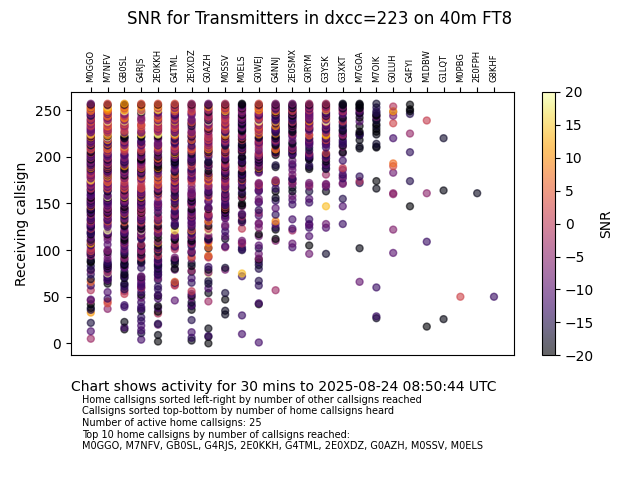 SNR for Transmitters in dxcc=223 on 40m FT8
M0GGO M7NFV GB0SL G4RJS 2E0KKH G4TML 2E0XDZ G0AZH M0SSV M0ELS G0WEJ G4NNJ 2E0SMX G0RYM G3YSK G3XKT M7GOA M7OIK G0LUH G4FYI M1DBW G1LQT M0PBG 2E0FPH G8KHF
250
200
150
100
50
0
Receiving callsign
20
15
10
5
0
−5
−10
−15
−20
SNR
Chart shows activity for 30 mins to 2025-08-24 08:50:44 UTC
Home callsigns sorted left-right by number of other callsigns reached
Callsigns sorted top-bottom by number of home callsigns heard
Number of active home callsigns: 25
Top 10 home callsigns by number of callsigns reached:
M0GGO, M7NFV, GB0SL, G4RJS, 2E0KKH, G4TML, 2E0XDZ, G0AZH, M0SSV, M0ELS